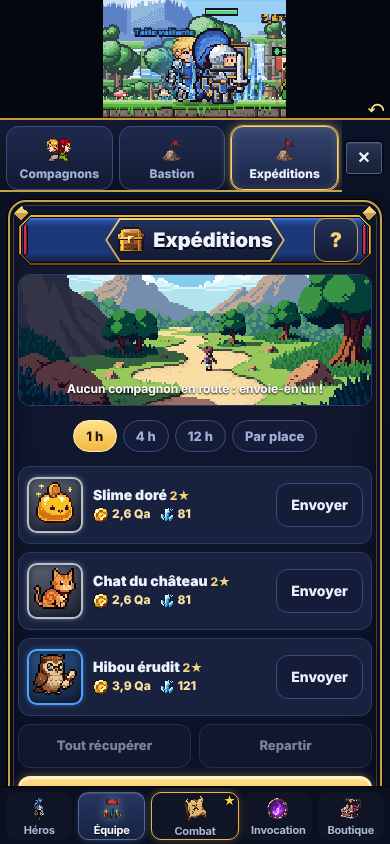 Compagnons
Bastion
Expéditions
×
Expéditions
?
Aucun compagnon en route : envoie-en un !
1 h
4 h
12 h
Par place
Slime doré 2★
2,6 Qa 81
Envoyer
Chat du château 2★
2,6 Qa 81
Envoyer
Hibou érudit 2★
3,9 Qa 121
Envoyer
Tout récupérer
Repartir
Héros
Équipe
Combat
Invocation
Boutique